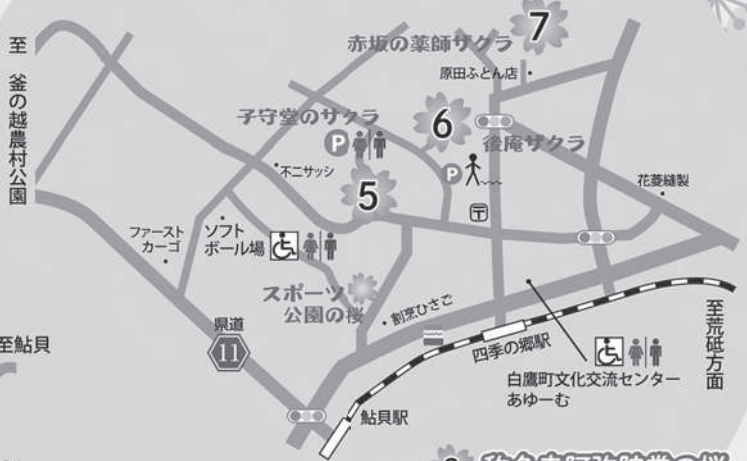 7
赤坂の薬師ザクラ
原田ふとん店
至 釜の越農村公園
子守堂のサクラ
6
P
後庵ザクラ
不二サッシ
P
花菱縫製
5
〒
ファースト
カーゴ
ソフト
ボール場
スポーツ
公園の桜
割烹ひさご
至荒砥方面
県道
11
至鮎貝
四季の郷駅
白鷹町文化交流センター
あゆーむ
鮎貝駅